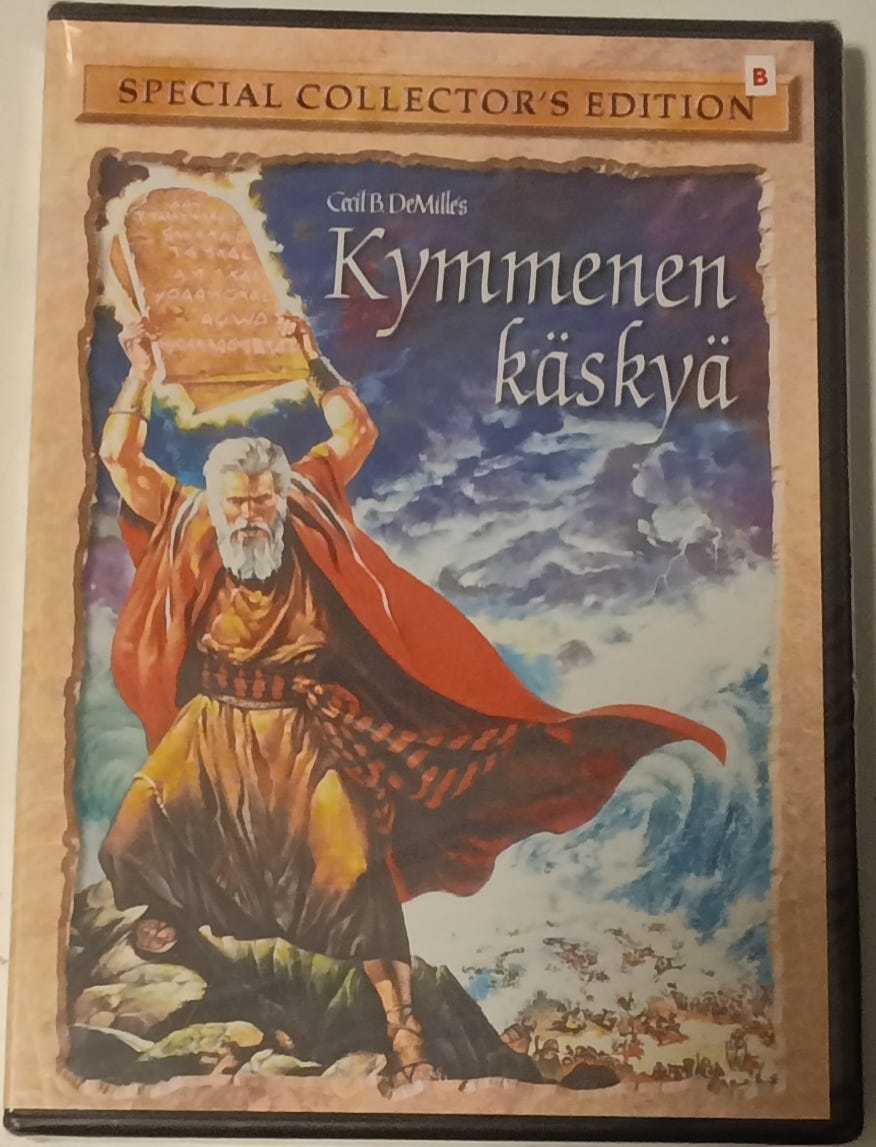 SPECIAL COLLECTOR'S EDITION
B
Cecil B. DeMille's
Kymmenen
käskyä